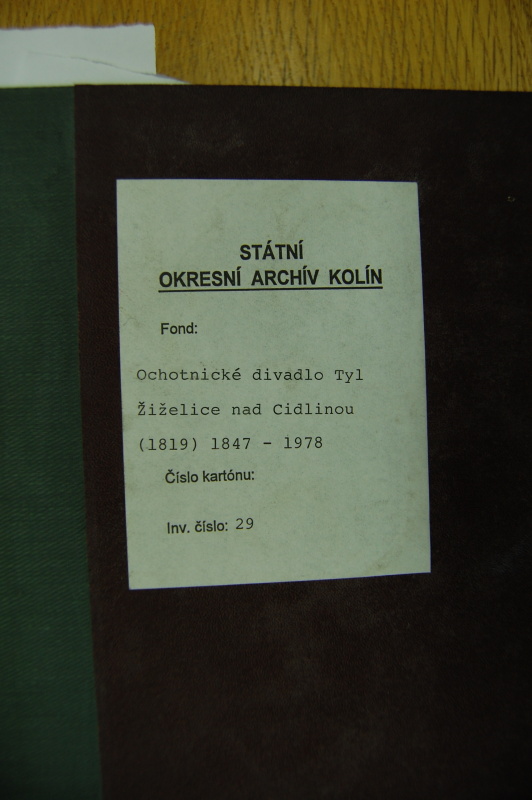 STÁTNÍ
OKRESNÍ ARCHÍV KOLÍN
Fond:
Ochotnické divadlo Tyl
Žiželice nad Cidlinou
(1819) 1847 - 1978
Číslo kartónu:
Inv. číslo: 29